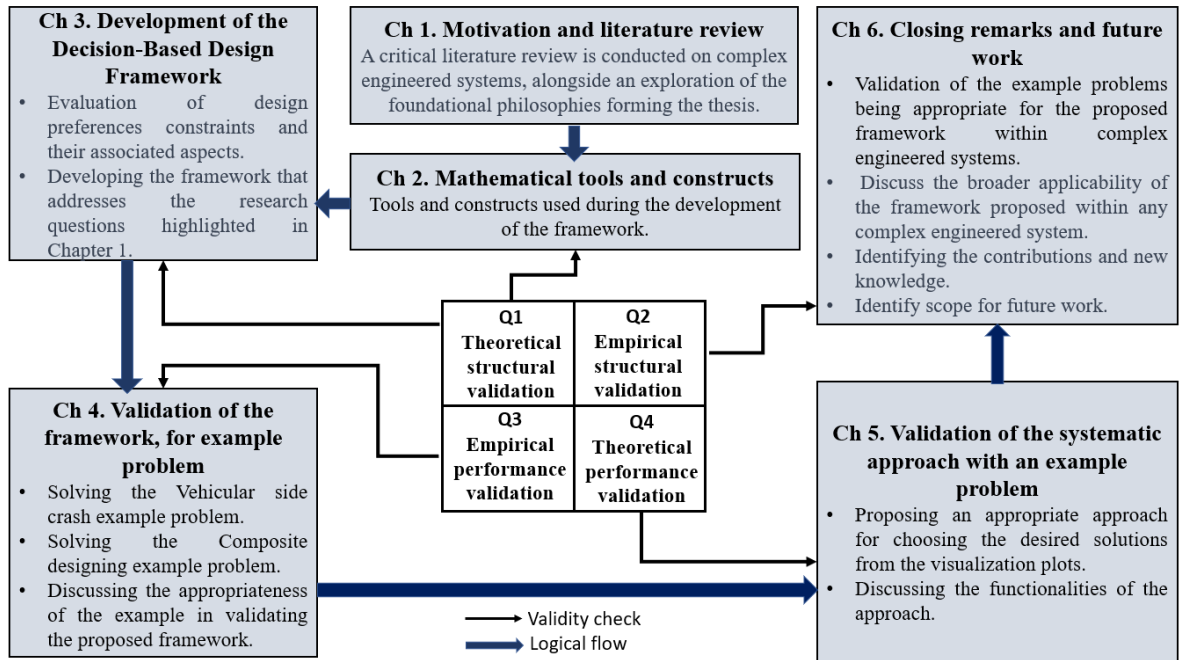 Ch 3. Development of the
Decision-Based Design
Framework
• Evaluation of design
preferences constraints and
their associated aspects.
• Developing the framework that
addresses the research
questions highlighted in
Chapter 1.
Ch 1. Motivation and literature review
A critical literature review is conducted on complex
engineered systems, alongside an exploration of the
foundational philosophies forming the thesis.
Ch 2. Mathematical tools and constructs
Tools and constructs used during the development
of the framework.
Ch 6. Closing remarks and future
work
• Validation of the example problems
being appropriate for the proposed
framework within complex
engineered systems.
• Discuss the broader applicability of
the framework proposed within any
complex engineered system.
• Identifying the contributions and new
knowledge.
• Identify scope for future work.
Q1
Theoretical
structural
validation
Q2
Empirical
structural
validation
Q3
Empirical
performance
validation
Q4
Theoretical
performance
validation
Ch 4. Validation of the
framework, for example
problem
• Solving the Vehicular side
crash example problem.
• Solving the Composite
designing example problem.
• Discussing the appropriateness
of the example in validating
the proposed framework.
Ch 5. Validation of the systematic
approach with an example
problem
• Proposing an appropriate approach
for choosing the desired solutions
from the visualization plots.
• Discussing the functionalities of the
approach.
Validity check
Logical flow